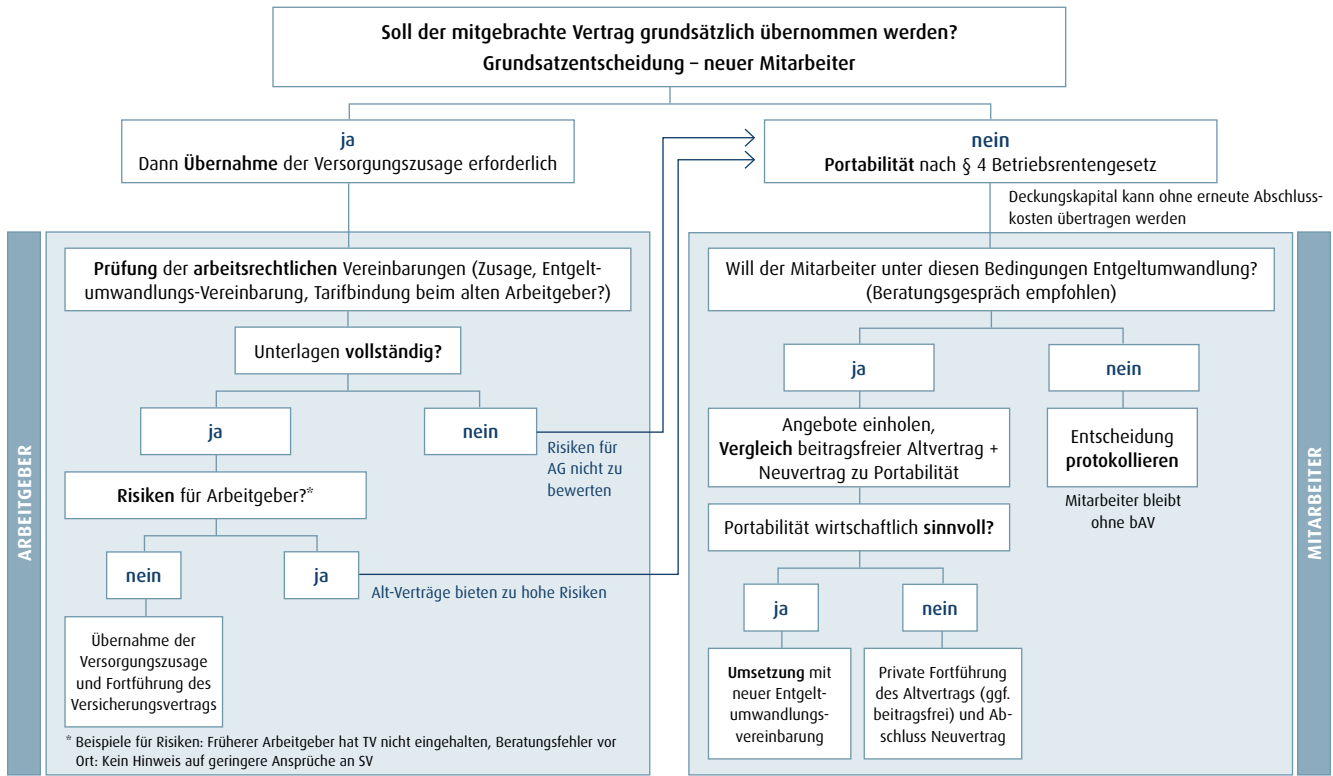 Soll der mitgebrachte Vertrag grundsätzlich übernommen werden?
Grundsatzentscheidung – neuer Mitarbeiter
ja
Dann Übernahme der Versorgungszusage erforderlich
nein
Portabilität nach § 4 Betriebsrentengesetz
Deckungskapital kann ohne erneute Abschluss-
kosten übertragen werden
ARBEITGEBER
Prüfung der arbeitsrechtlichen Vereinbarungen (Zusage, Entgelt-
umwandlungs-Vereinbarung, Tarifbindung beim alten Arbeitgeber?)
Unterlagen vollständig?
ja
nein
Risiken für
AG nicht zu
bewerten
Risiken für Arbeitgeber?*
nein
ja
Alt-Verträge bieten zu hohe Risiken
Übernahme der
Versorgungszusage
und Fortführung des
Versicherungsvertrags
* Beispiele für Risiken: Früherer Arbeitgeber hat TV nicht eingehalten, Beratungsfehler vor
Ort: Kein Hinweis auf geringere Ansprüche an SV
Will der Mitarbeiter unter diesen Bedingungen Entgeltumwandlung?
(Beratungsgespräch empfohlen)
ja
nein
Angebote einholen,
Vergleich beitragsfreier Altvertrag +
Neuvertrag zu Portabilität
Entscheidung
protokollieren
Mitarbeiter bleibt
ohne bAV
Portabilität wirtschaftlich sinnvoll?
ja
nein
Umsetzung mit
neuer Entgelt-
umwandlungs-
vereinbarung
Private Fortführung
des Altvertrags (ggf.
beitragsfrei) und Ab-
schluss Neuvertrag
MITARBEITER